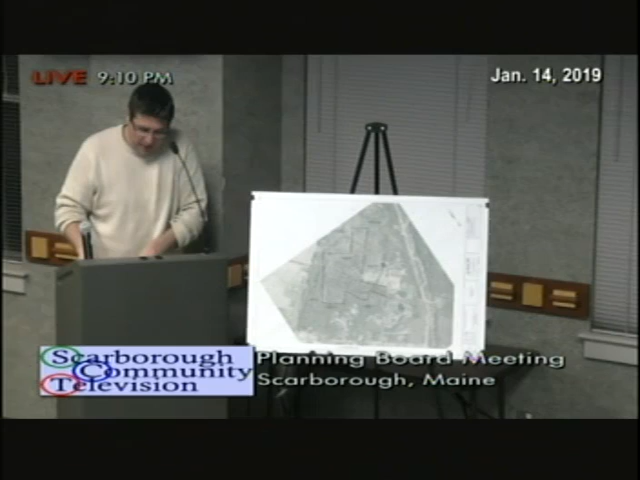 LIVE 9:10 PM
Jan. 14, 2019
Scarborough
Community
Television
Planning Board Meeting
Scarborough, Maine